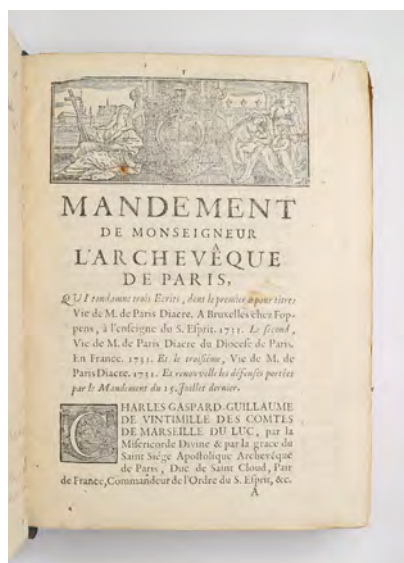 MANDEMENT
DE MONSEIGNEUR
L'ARCHEVÊQUE
DE PARIS,
QUI condamne trois Ecrits, dont le premier a pour titre:
Vie de M. de Paris Diacre. A Bruxelles chez Fop-
pens, à l'enseigne du S. Esprit. 1731. Le second,
Vie de M. de Paris Diacre du Diocese de Paris.
En France. 1731. Et le troisiéme, Vie de M. de
Paris Diacre. 1731. Et renouvelle les défenses portées
par le Mandement du 15. Juillet dernier.
CHARLES GASPARD-GUILLAUME
DE VINTIMILLE DES COMTES
DE MARSEILLE DU LUC, par la
Misericorde Divine & par la grace du
Saint Siége Apostolique Archevêque
de Paris, Duc de Saint Cloud, Pair
de France, Commandeur de l'Ordre du S. Esprit, &c.
A